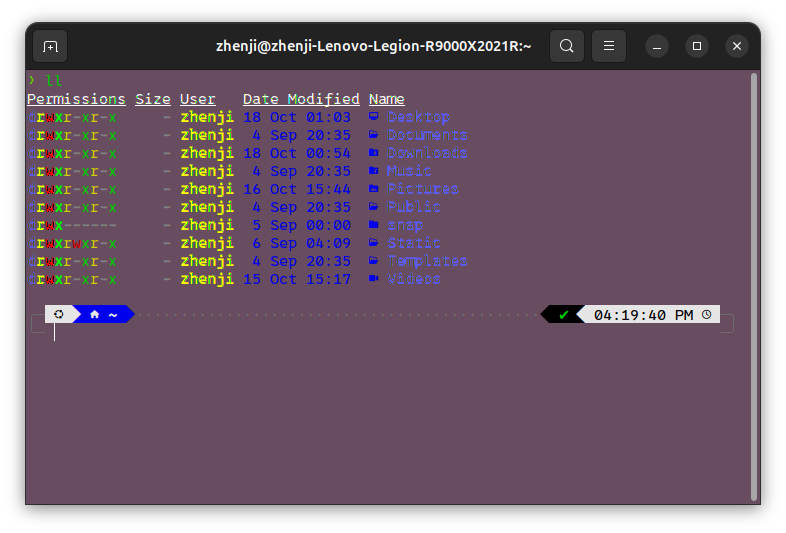 zhenji@zhenji-Lenovo-Legion-R9000X2021R:~
❯ ll
Permissions Size User Date Modified Name
drwxr-xr-x - zhenji 18 Oct 01:03 Desktop
drwxr-xr-x - zhenji 4 Sep 20:35 Documents
drwxr-xr-x - zhenji 18 Oct 00:54 Downloads
drwxr-xr-x - zhenji 4 Sep 20:35 Music
drwxr-xr-x - zhenji 16 Oct 15:44 Pictures
drwxr-xr-x - zhenji 4 Sep 20:35 Public
drwx------ - zhenji 5 Sep 00:00 snap
drwxrwxr-x - zhenji 6 Sep 04:09 Static
drwxr-xr-x - zhenji 4 Sep 20:35 Templates
drwxr-xr-x - zhenji 15 Oct 15:17 Videos
~ ✔ 04:19:40 PM